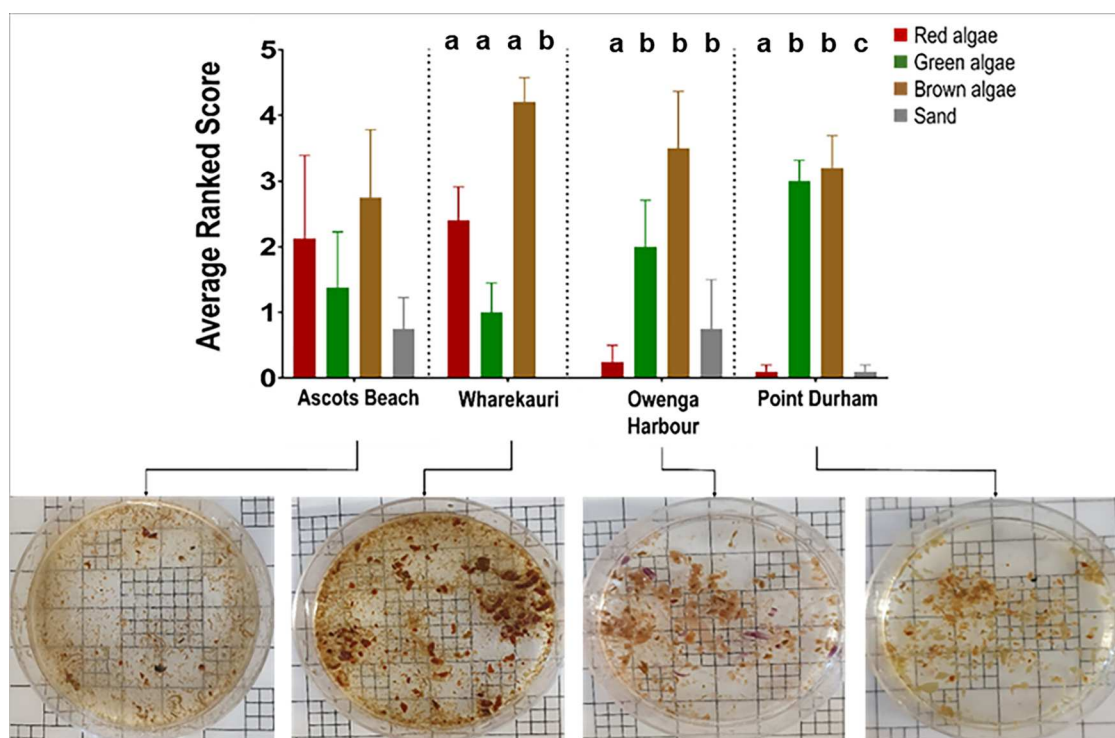 a a a b
a b b b
a b b c
Red algae
Green algae
Brown algae
Sand
Average Ranked Score
5
4
3
2
1
0
Ascots Beach
Wharekauri
Owenga
Harbour
Point Durham